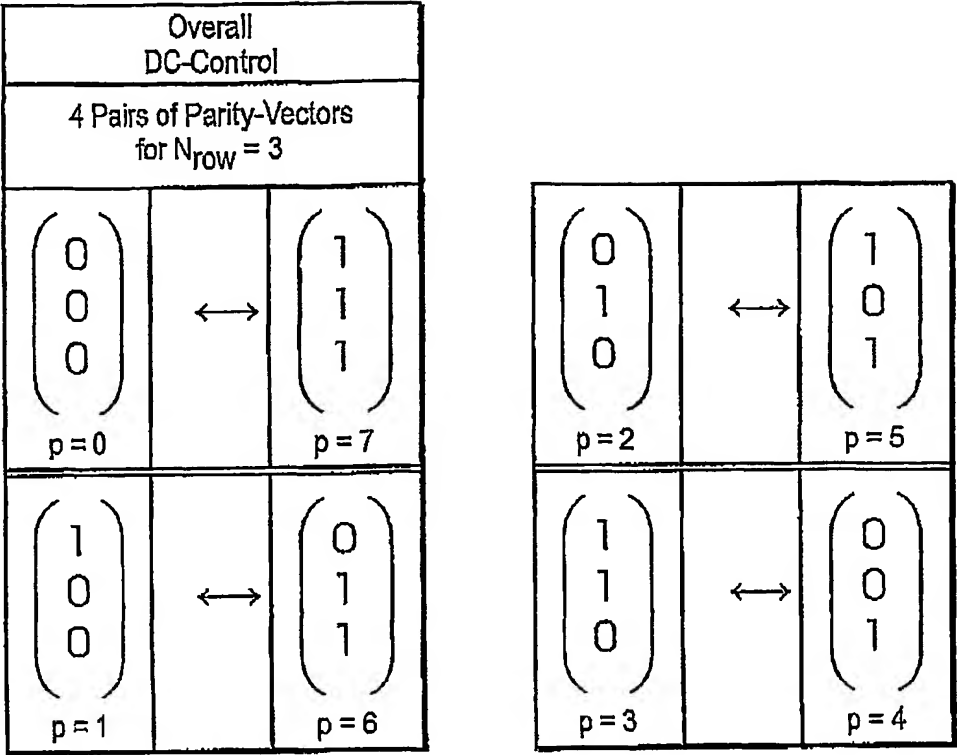 Overall
DC-Control
4 Pairs of Parity-Vectors
for Nrow = 3
0 ↔ 1
0 1
0 1
p = 0 p = 7
1 ↔ 0
0 1
0 1
p = 1 p = 6
0 ↔ 1
1 0
0 1
p = 2 p = 5
1 ↔ 0
1 0
0 1
p = 3 p = 4